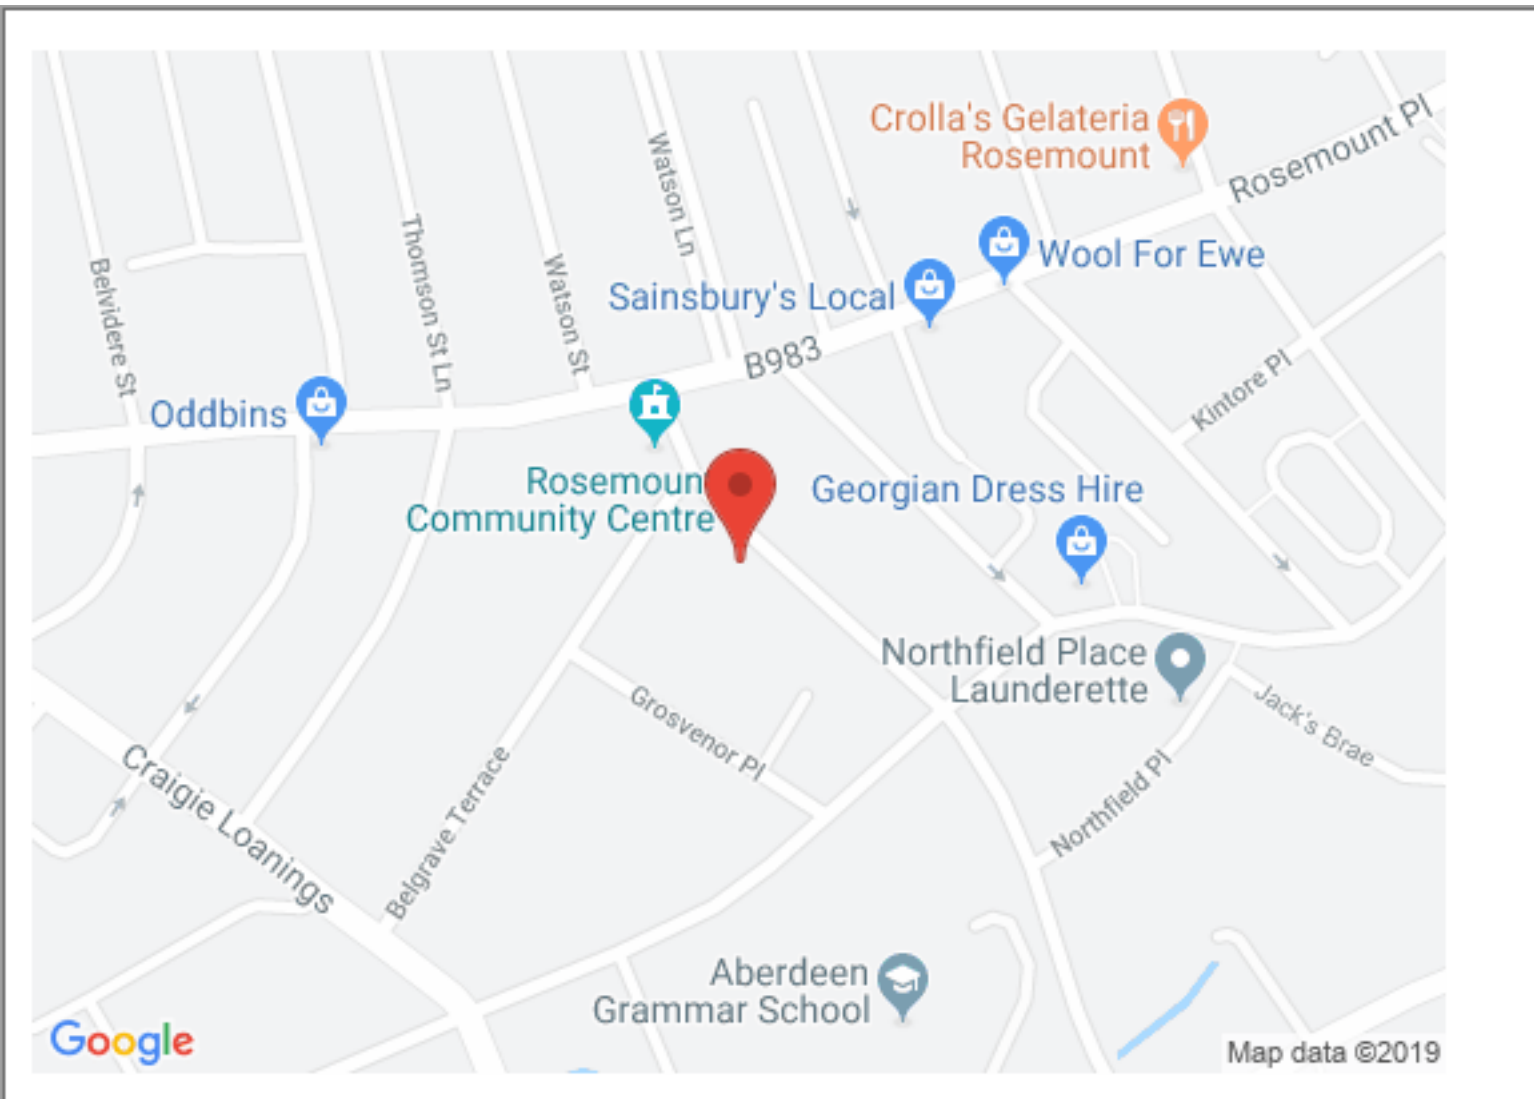 Crolla's Gelateria
Rosemount
Rosemount Pl
Watson Ln
Thomson St Ln
Watson St
Belvidere St
Wool For Ewe
Sainsbury's Local
B983
Kintore Pl
Oddbins
Rosemoun
Community Centre
Georgian Dress Hire
Northfield Place
Launderette
Grosvenor Pl
Jack's Brae
Craigie Loanings
Belgrave Terrace
Northfield Pl
Aberdeen
Grammar School
Google
Map data ©2019